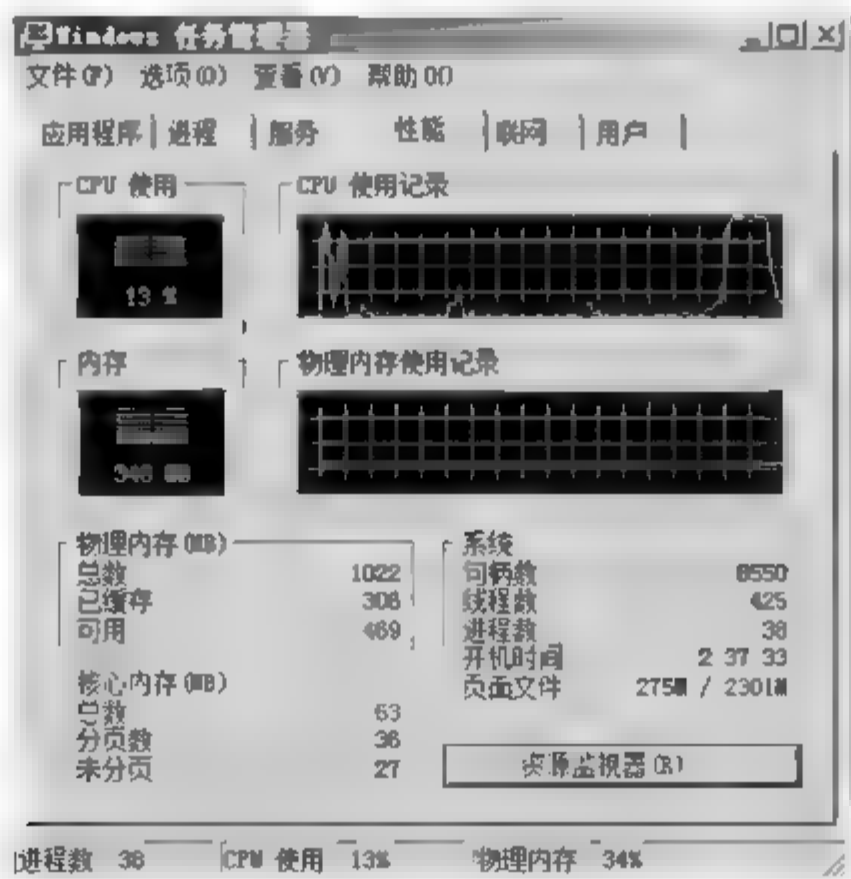 Windows 任务管理器
文件(F) 选项(O) 查看(V) 帮助(H)
应用程序 进程 服务 性能 联网 用户
CPU 使用 CPU 使用记录
13 %
内存 物理内存使用记录
物理内存(MB)
总数 1022
已缓存 308
可用 469
核心内存(MB)
总数 63
分页数 36
未分页 27
系统
句柄数 8550
线程数 425
进程数 38
开机时间 2 37 33
页面文件 275M / 2301M
资源监视器(R)
进程数 38 CPU 使用 13% 物理内存 34%